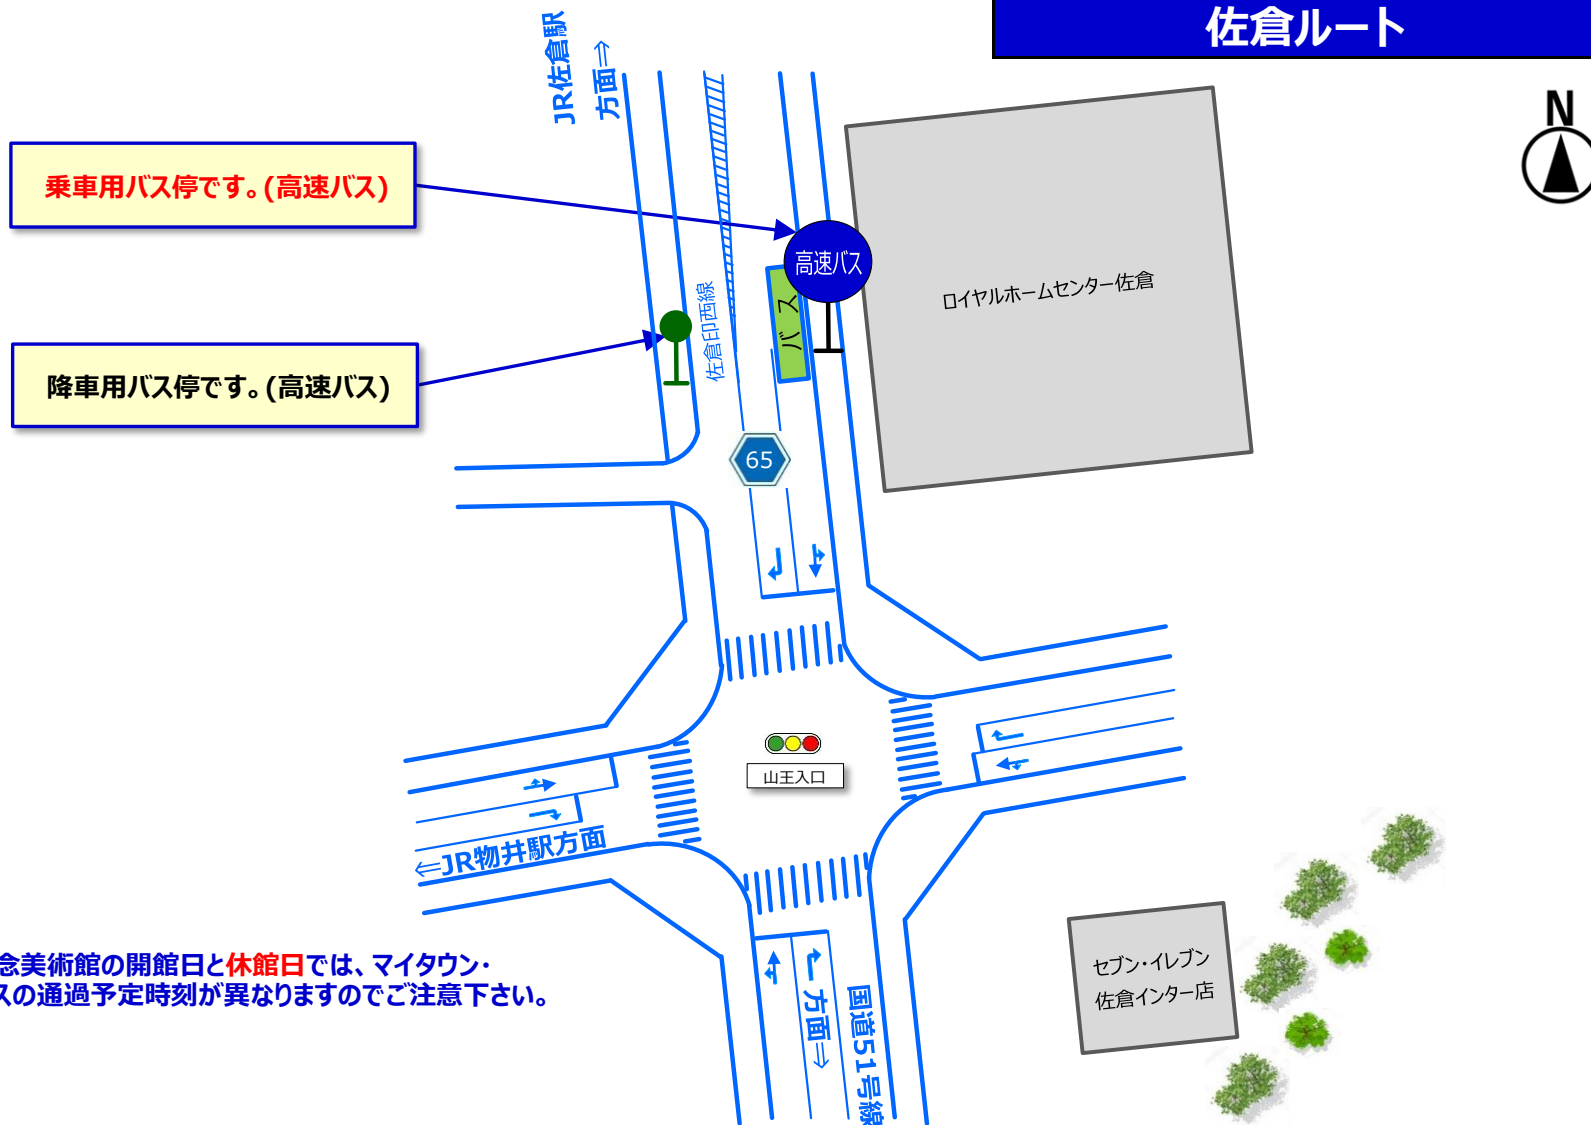 佐倉ルート
N
JR佐倉駅
方面⇒
乗車用バス停です。(高速バス)
高速バス
ロイヤルホームセンター佐倉
バス
佐倉印西線
降車用バス停です。(高速バス)
65
山王入口
⇐JR物井駅方面
念美術館の開館日と休館日では、マイタウン・
スの通過予定時刻が異なりますのでご注意下さい。
国道51号線
方面⇒
セブン・イレブン
佐倉インター店